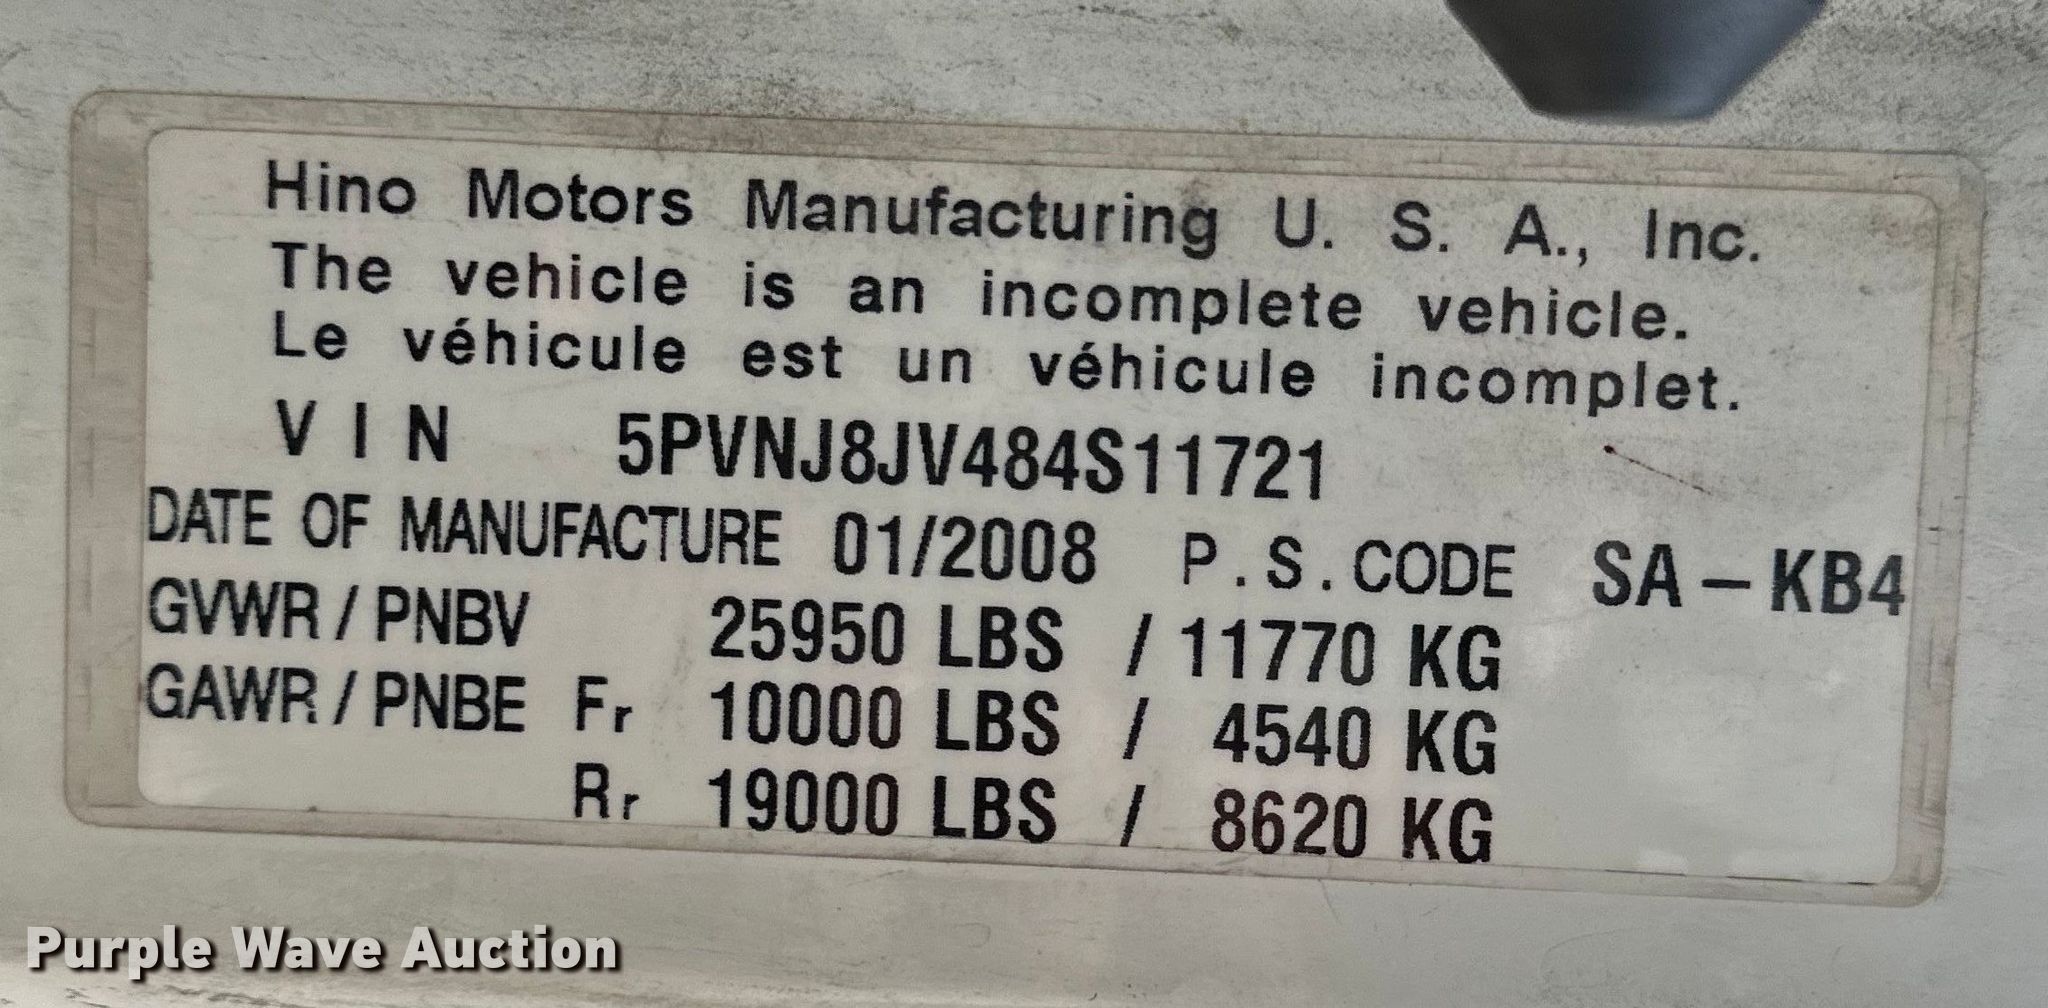 Hino Motors Manufacturing U. S. A., Inc.
The vehicle is an incomplete vehicle.
Le véhicule est un véhicule incomplet.
VIN 5PVNJ8JV484S11721
DATE OF MANUFACTURE 01/2008 P.S.CODE SA-KB4
GVWR/PNBV 25950 LBS / 11770 KG
GAWR/PNBE Fr 10000 LBS / 4540 KG
Rr 19000 LBS / 8620 KG
Purple Wave Auction